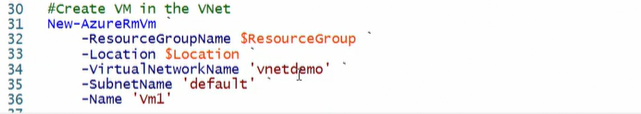 30 #Create VM in the VNet
31 New-AzureRmVm `
32 -ResourceGroupName $ResourceGroup `
33 -Location $Location `
34 -VirtualNetworkName 'vnetdemo' `
35 -SubnetName 'default' `
36 -Name 'Vm1'